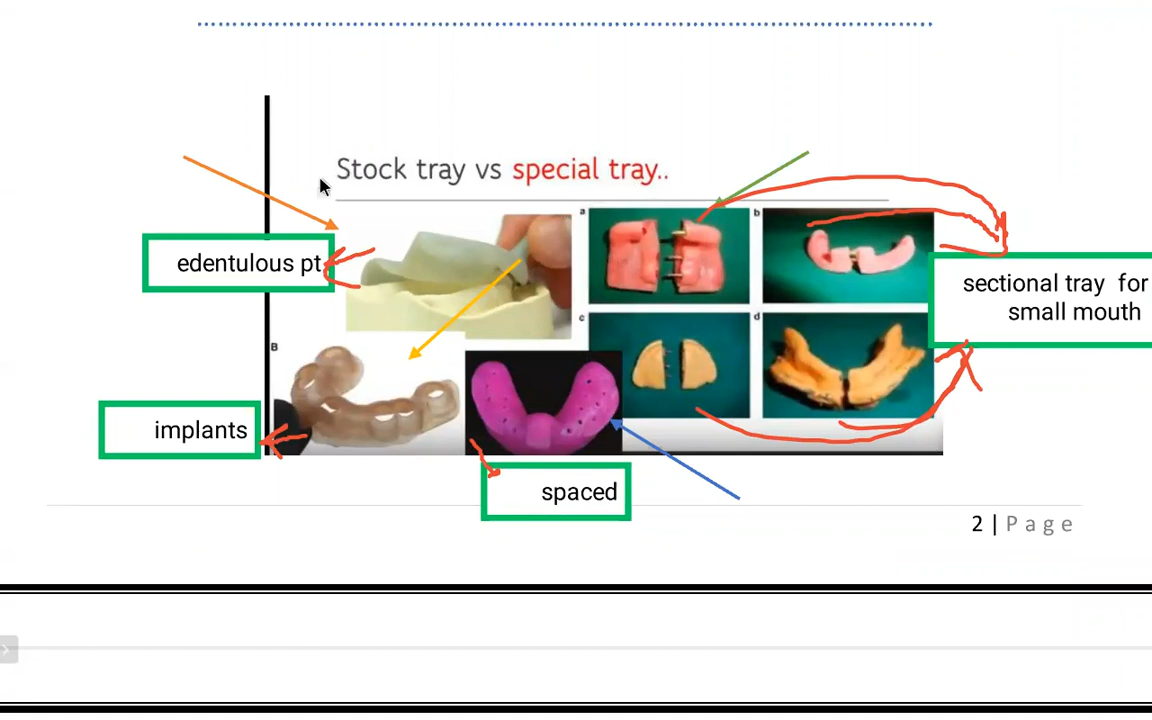 Stock tray vs special tray..
a
b
edentulous pt
sectional tray for
small mouth
c
d
B
implants
spaced
2 | Page